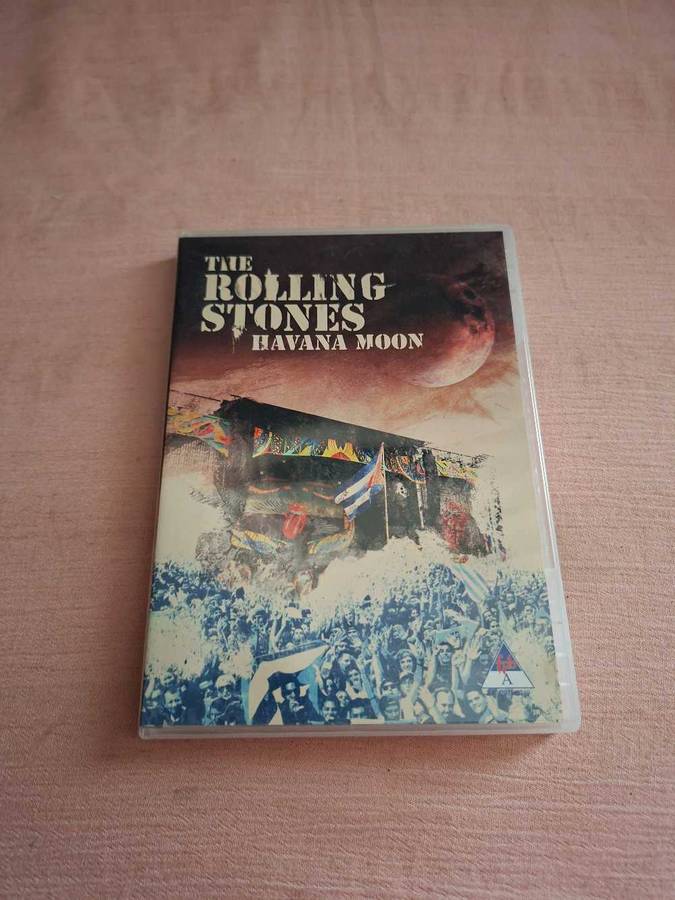 THE
ROLLING
STONES
HAVANA MOON
A